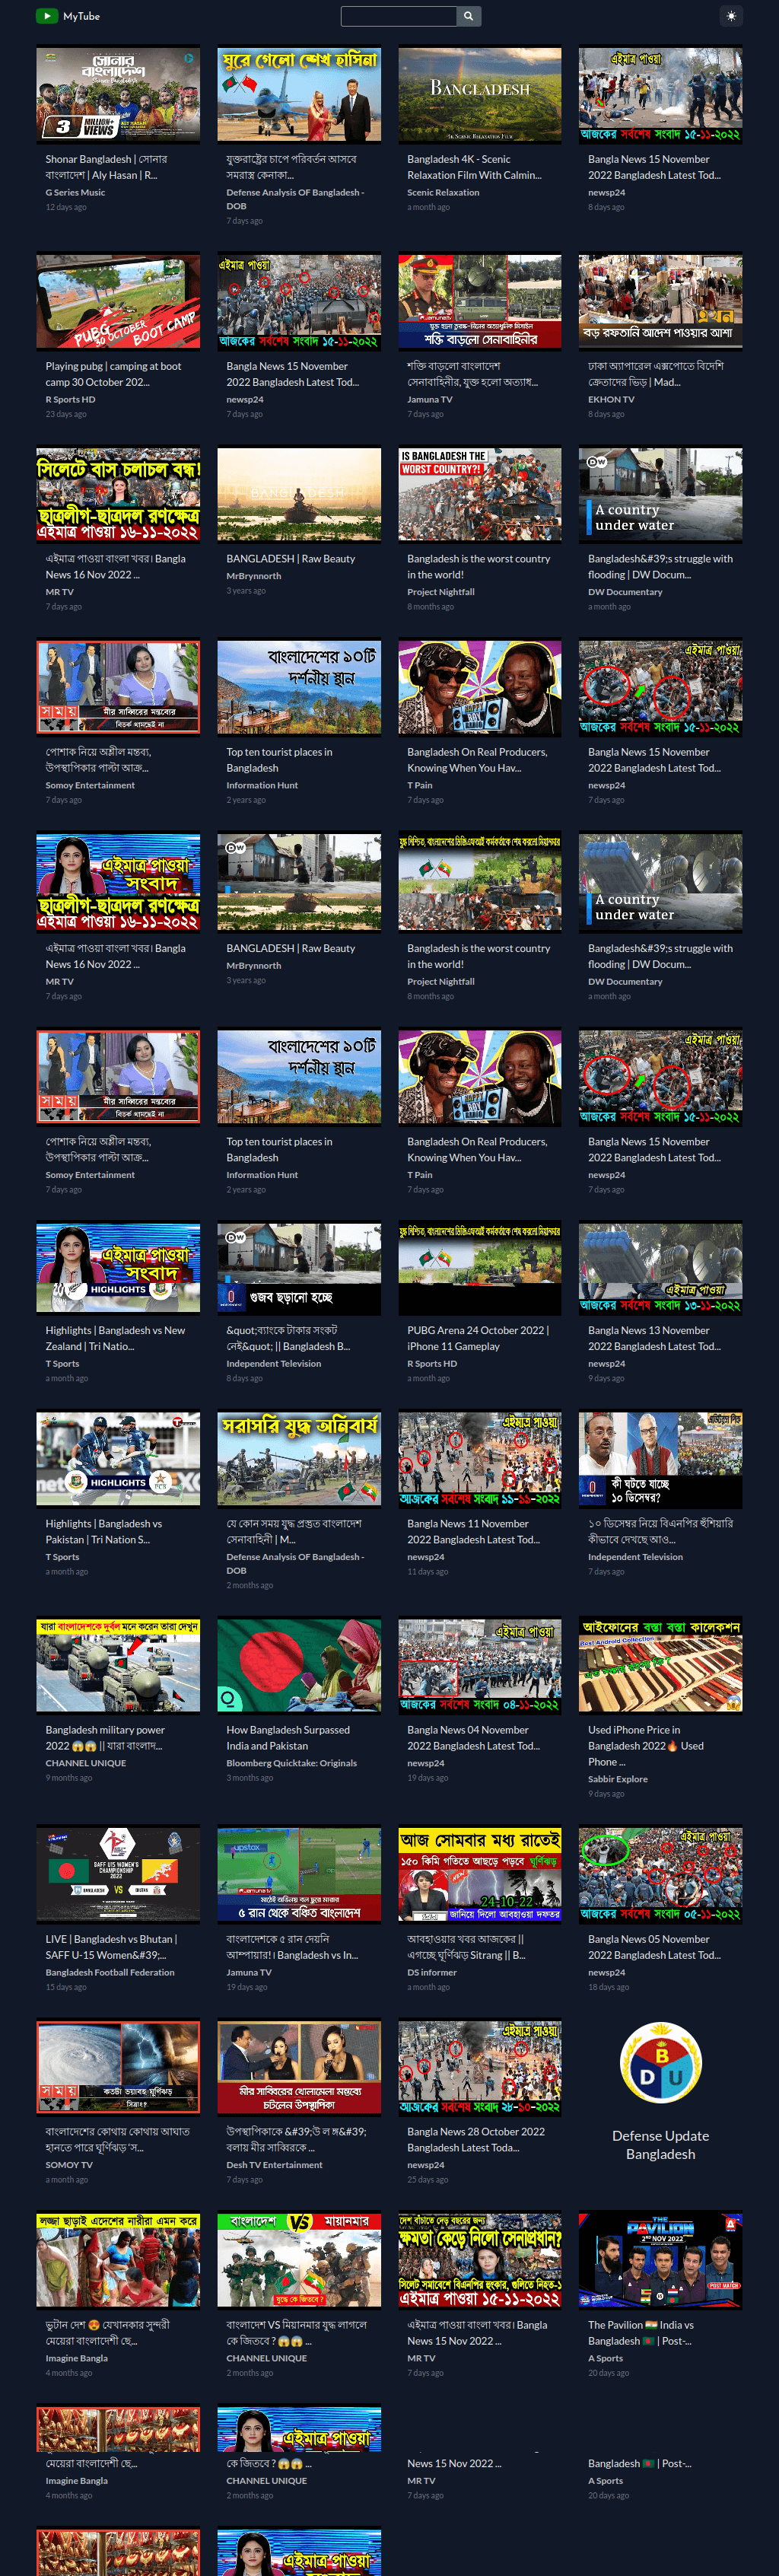 MyTube
সোনার
বাংলাদেশ
3 MILLION+ VIEWS
ঘুরে গেলো শেখ হাসিনা
BANGLADESH
4K SCENIC RELAXATION FILM
এইমাত্র পাওয়া
আজকের সর্বশেষ সংবাদ ১৫-১১-২০২২
Shonar Bangladesh | সোনার
বাংলাদেশ | Aly Hasan | R...
G Series Music
12 days ago
যুক্তরাষ্ট্রের চাপে পরিবর্তন আসবে
সমরাস্ত্র কেনাকা...
Defense Analysis OF Bangladesh -
DOB
7 days ago
Bangladesh 4K - Scenic
Relaxation Film With Calmin...
Scenic Relaxation
a month ago
Bangla News 15 November
2022 Bangladesh Latest Tod...
newsp24
8 days ago
PUBG BOOT CAMP
30 OCTOBER
এইমাত্র পাওয়া
আজকের সর্বশেষ সংবাদ ১৫-১১-২০২২
শক্তি বাড়লো সেনাবাহিনীর
এখন
বড় রফতানি আদেশ পাওয়ার আশা
Playing pubg | camping at boot
camp 30 October 202...
R Sports HD
23 days ago
Bangla News 15 November
2022 Bangladesh Latest Tod...
newsp24
7 days ago
শক্তি বাড়লো বাংলাদেশ
সেনাবাহিনীর, যুক্ত হলো অত্যাধ...
Jamuna TV
7 days ago
ঢাকা অ্যাপারেল এক্সপোতে বিদেশি
ক্রেতাদের ভিড় | Mad...
EKHON TV
8 days ago
সিলেটে বাস চলাচল বন্ধ!
ছাত্রলীগ-ছাত্রদল রণক্ষেত্র
এইমাত্র পাওয়া ১৬-১১-২০২২
BANGLADESH
IS BANGLADESH THE
WORST COUNTRY?!
DW
A country
under water
এইমাত্র পাওয়া বাংলা খবর। Bangla
News 16 Nov 2022 ...
MR TV
7 days ago
BANGLADESH | Raw Beauty
MrBrynnorth
3 years ago
Bangladesh is the worst country
in the world!
Project Nightfall
8 months ago
Bangladesh&#39;s struggle with
flooding | DW Docum...
DW Documentary
a month ago
সময়
মীর সাব্বিরের মন্তব্যের
বিতর্ক থামছেই না
বাংলাদেশের ১০টি
দর্শনীয় স্থান
এইমাত্র পাওয়া
আজকের সর্বশেষ সংবাদ ১৫-১১-২০২২
পোশাক নিয়ে অশ্লীল মন্তব্য,
উপস্থাপিকার পাল্টা আক্র...
Somoy Entertainment
7 days ago
Top ten tourist places in
Bangladesh
Information Hunt
2 years ago
Bangladesh On Real Producers,
Knowing When You Hav...
T Pain
7 days ago
Bangla News 15 November
2022 Bangladesh Latest Tod...
newsp24
7 days ago
এইমাত্র পাওয়া
সংবাদ
ছাত্রলীগ-ছাত্রদল রণক্ষেত্র
এইমাত্র পাওয়া ১৬-১১-২০২২
DW
A country
under water
এইমাত্র পাওয়া বাংলা খবর। Bangla
News 16 Nov 2022 ...
MR TV
7 days ago
BANGLADESH | Raw Beauty
MrBrynnorth
3 years ago
Bangladesh is the worst country
in the world!
Project Nightfall
8 months ago
Bangladesh&#39;s struggle with
flooding | DW Docum...
DW Documentary
a month ago
সময়
মীর সাব্বিরের মন্তব্যের
বিতর্ক থামছেই না
বাংলাদেশের ১০টি
দর্শনীয় স্থান
এইমাত্র পাওয়া
আজকের সর্বশেষ সংবাদ ১৫-১১-২০২২
পোশাক নিয়ে অশ্লীল মন্তব্য,
উপস্থাপিকার পাল্টা আক্র...
Somoy Entertainment
7 days ago
Top ten tourist places in
Bangladesh
Information Hunt
2 years ago
Bangladesh On Real Producers,
Knowing When You Hav...
T Pain
7 days ago
Bangla News 15 November
2022 Bangladesh Latest Tod...
newsp24
7 days ago
এইমাত্র পাওয়া
সংবাদ
HIGHLIGHTS
DW
গুজব ছড়ানো হচ্ছে
এইমাত্র পাওয়া
আজকের সর্বশেষ সংবাদ ১৩-১১-২০২২
Highlights | Bangladesh vs New
Zealand | Tri Natio...
T Sports
a month ago
&quot;ব্যাংকে টাকার সংকট
নেই&quot; || Bangladesh B...
Independent Television
8 days ago
PUBG Arena 24 October 2022 |
iPhone 11 Gameplay
R Sports HD
a month ago
Bangla News 13 November
2022 Bangladesh Latest Tod...
newsp24
9 days ago
HIGHLIGHTS
সরাসরি যুদ্ধ অনিবার্য
এইমাত্র পাওয়া
আজকের সর্বশেষ সংবাদ ১১-১১-২০২২
কী ঘটতে যাচ্ছে
১০ ডিসেম্বর?
Highlights | Bangladesh vs
Pakistan | Tri Nation S...
T Sports
a month ago
যে কোন সময় যুদ্ধ প্রস্তুত বাংলাদেশ
সেনাবাহিনী | M...
Defense Analysis OF Bangladesh -
DOB
2 months ago
Bangla News 11 November
2022 Bangladesh Latest Tod...
newsp24
11 days ago
১০ ডিসেম্বর নিয়ে বিএনপির হুঁশিয়ারি
কীভাবে দেখছে আও...
Independent Television
7 days ago
যারা বাংলাদেশকে দুর্বল মনে করেন তারা দেখুন
এইমাত্র পাওয়া
আজকের সর্বশেষ সংবাদ ০৪-১১-২০২২
আইফোনের বস্তা বস্তা কালেকশন
Best Android Collection
Bangladesh military power
2022 😱😱 || যারা বাংলাদ...
CHANNEL UNIQUE
9 months ago
How Bangladesh Surpassed
India and Pakistan
Bloomberg Quicktake: Originals
3 months ago
Bangla News 04 November
2022 Bangladesh Latest Tod...
newsp24
19 days ago
Used iPhone Price in
Bangladesh 2022🔥 Used
Phone ...
Sabbir Explore
9 days ago
SAFF U15 WOMEN'S
CHAMPIONSHIP
2022
VS
upstox
৫ রান থেকে বঞ্চিত বাংলাদেশ
আজ সোমবার মধ্য রাতেই
১৫০ কিমি গতিতে আছড়ে পড়বে ঘূর্ণিঝড়
24-10-22
জানিয়ে দিলো আবহাওয়া দফতর
এইমাত্র পাওয়া
আজকের সর্বশেষ সংবাদ ০৫-১১-২০২২
LIVE | Bangladesh vs Bhutan |
SAFF U-15 Women&#39;...
Bangladesh Football Federation
15 days ago
বাংলাদেশকে ৫ রান দেয়নি
আম্পায়ার!। Bangladesh vs In...
Jamuna TV
19 days ago
আবহাওয়ার খবর আজকের ||
এগচ্ছে ঘূর্ণিঝড় Sitrang || B...
DS informer
a month ago
Bangla News 05 November
2022 Bangladesh Latest Tod...
newsp24
18 days ago
সময়
কতটা ভয়াবহ ঘূর্ণিঝড়
সিত্রাং?
মীর সাব্বিরের খোলামেলা মন্তব্যে
চটলেন উপস্থাপিকা
এইমাত্র পাওয়া
আজকের সর্বশেষ সংবাদ ২৮-১০-২০২২
B
D U
Defense Update
Bangladesh
বাংলাদেশের কোথায় কোথায় আঘাত
হানতে পারে ঘূর্ণিঝড় 'স...
SOMOY TV
a month ago
উপস্থাপিকাকে &#39;উ ল ঙ্গ&#39;
বলায় মীর সাব্বিরকে ...
Desh TV Entertainment
7 days ago
Bangla News 28 October 2022
Bangladesh Latest Toda...
newsp24
25 days ago
লজ্জা ছাড়াই এদেশের নারীরা এমন করে
বাংলাদেশ VS মায়ানমার
যুদ্ধে কে জিতবে ?
ক্ষমতা কেড়ে নিলো সেনাপ্রধান?
এইমাত্র পাওয়া ১৫-১১-২০২২
THE
PAVILION
2ND NOV 2022
POST MATCH
ভুটান দেশ 😍 যেখানকার সুন্দরী
মেয়েরা বাংলাদেশী ছে...
Imagine Bangla
4 months ago
বাংলাদেশ VS মিয়ানমার যুদ্ধ লাগলে
কে জিতবে ? 😱😱 ...
CHANNEL UNIQUE
2 months ago
এইমাত্র পাওয়া বাংলা খবর। Bangla
News 15 Nov 2022 ...
MR TV
7 days ago
The Pavilion 🇮🇳 India vs
Bangladesh 🇧🇩 | Post-...
A Sports
20 days ago
এইমাত্র পাওয়া
মেয়েরা বাংলাদেশী ছে...
Imagine Bangla
4 months ago
কে জিতবে ? 😱😱 ...
CHANNEL UNIQUE
2 months ago
News 15 Nov 2022 ...
MR TV
7 days ago
Bangladesh 🇧🇩 | Post-...
A Sports
20 days ago
এইমাত্র পাওয়া